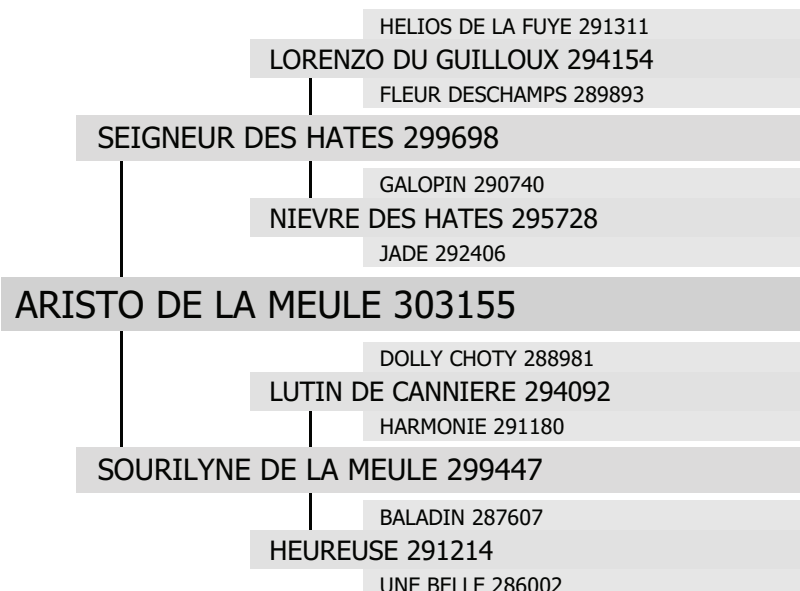 HELIOS DE LA FUYE 291311
LORENZO DU GUILLOUX 294154
FLEUR DESCHAMPS 289893
SEIGNEUR DES HATES 299698
GALOPIN 290740
NIEVRE DES HATES 295728
JADE 292406
ARISTO DE LA MEULE 303155
DOLLY CHOTY 288981
LUTIN DE CANNIERE 294092
HARMONIE 291180
SOURILYNE DE LA MEULE 299447
BALADIN 287607
HEUREUSE 291214
UNE BELLE 286002